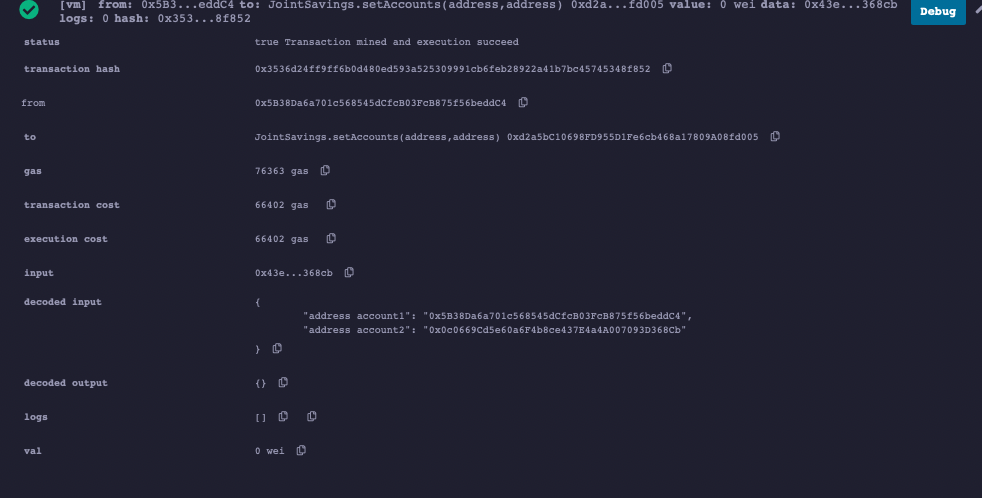 [vm] from: 0x5B3...eddC4 to: JointSavings.setAccounts(address,address) 0xd2a...fd005 value: 0 wei data: 0x43e...368cb
logs: 0 hash: 0x353...8f852
Debug
status true Transaction mined and execution succeed
transaction hash 0x3536d24ff9ff6b0d480ed593a525309991cb6feb28922a41b7bc45745348f852
from 0x5B38Da6a701c568545dCfcB03FcB875f56beddC4
to JointSavings.setAccounts(address,address) 0xd2a5bC10698FD955D1Fe6cb468a17809A08fd005
gas 76363 gas
transaction cost 66402 gas
execution cost 66402 gas
input 0x43e...368cb
decoded input {
"address account1": "0x5B38Da6a701c568545dCfcB03FcB875f56beddC4",
"address account2": "0x0c0669Cd5e60a6F4b8ce437E4a4A007093D368Cb"
}
decoded output {}
logs []
val 0 wei